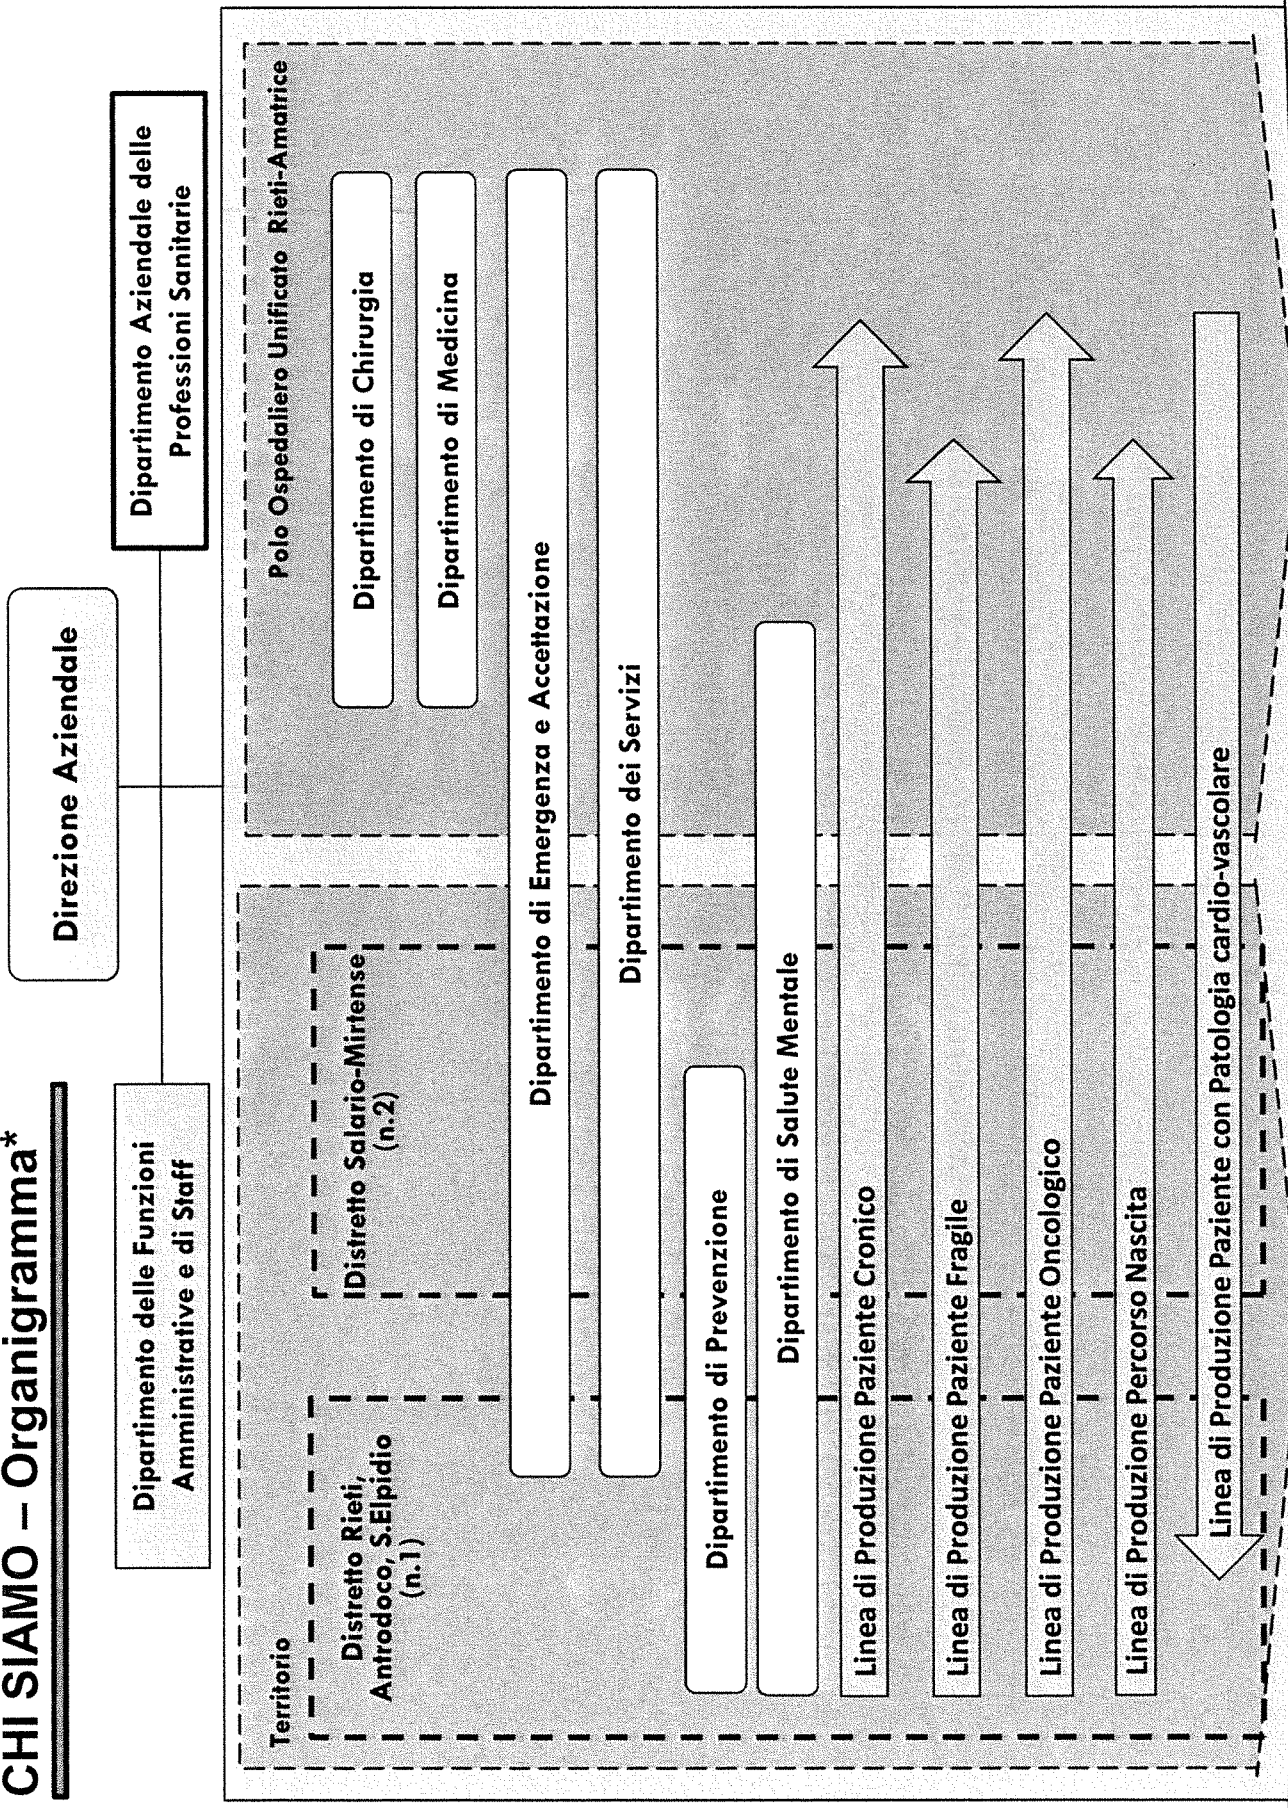 CHI SIAMO – Organigramma*
Direzione Aziendale
Dipartimento delle Funzioni
Amministrative e di Staff
Dipartimento Aziendale delle
Professioni Sanitarie
Territorio
Distretto Rieti,
Antrodoco, S.Elpidio
(n.1)
Distretto Salario-Mirtense
(n.2)
Polo Ospedaliero Unificato Rieti-Amatrice
Dipartimento di Chirurgia
Dipartimento di Medicina
Dipartimento di Emergenza e Accettazione
Dipartimento dei Servizi
Dipartimento di Prevenzione
Dipartimento di Salute Mentale
Linea di Produzione Paziente Cronico
Linea di Produzione Paziente Fragile
Linea di Produzione Paziente Oncologico
Linea di Produzione Percorso Nascita
Linea di Produzione Paziente con Patologia cardio-vascolare